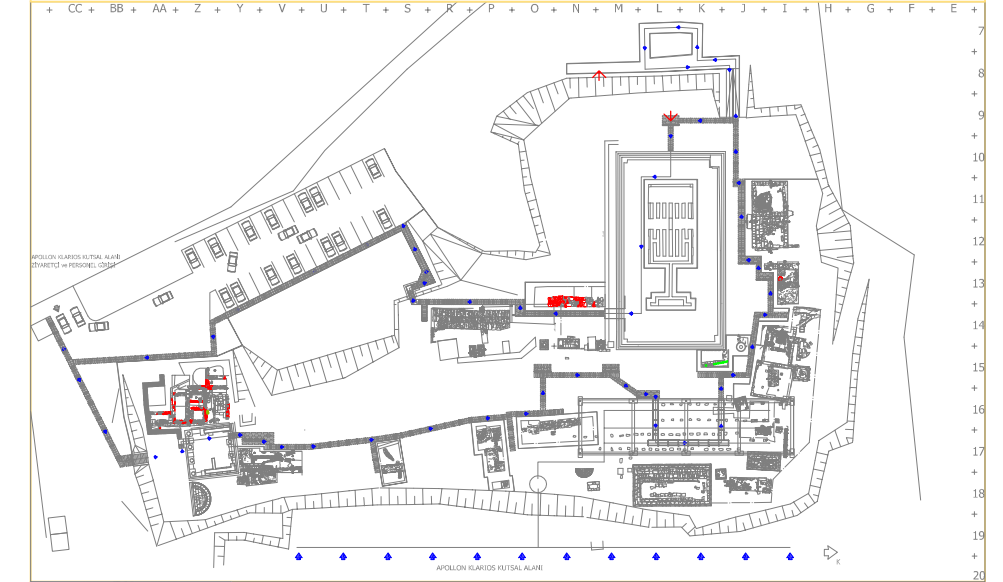 CC BB AA Z Y V U T S R P O N M L K J I H G F E
7
8
9
10
11
12
APOLLON KLARIOS KUTSAL ALANI
ZİYARETÇİ ve PERSONEL GİRİŞİ
13
14
15
16
17
18
19
K
APOLLON KLARIOS KUTSAL ALANI
20